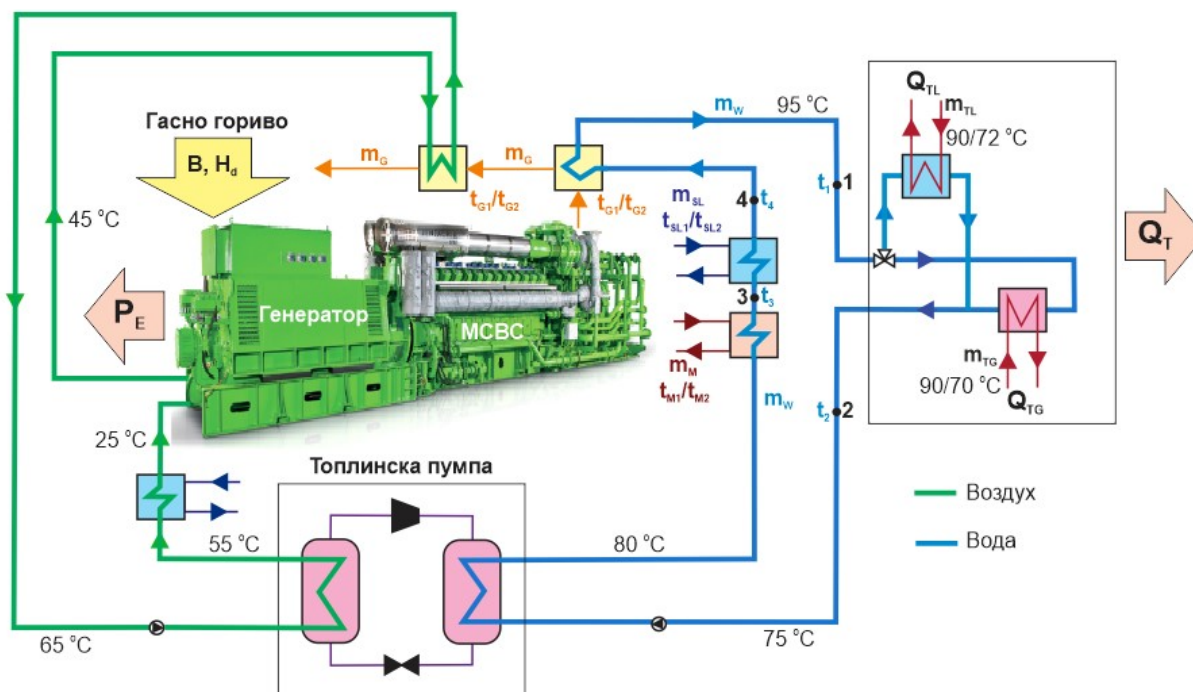 Q_TL
m_TL
90/72 °C
m_W
95 °C
Гасно гориво
B, H_d
m_G
m_G
t_G1/t_G2
t_G1/t_G2
4
t_4
t_1
1
m_SL
t_SL1/t_SL2
Q_T
45 °C
P_E
Генератор
МСВС
3
t_3
m_M
t_M1/t_M2
m_W
m_TG
90/70 °C
Q_TG
t_2
2
25 °C
Топлинска пумпа
Воздух
Вода
55 °C
80 °C
65 °C
75 °C